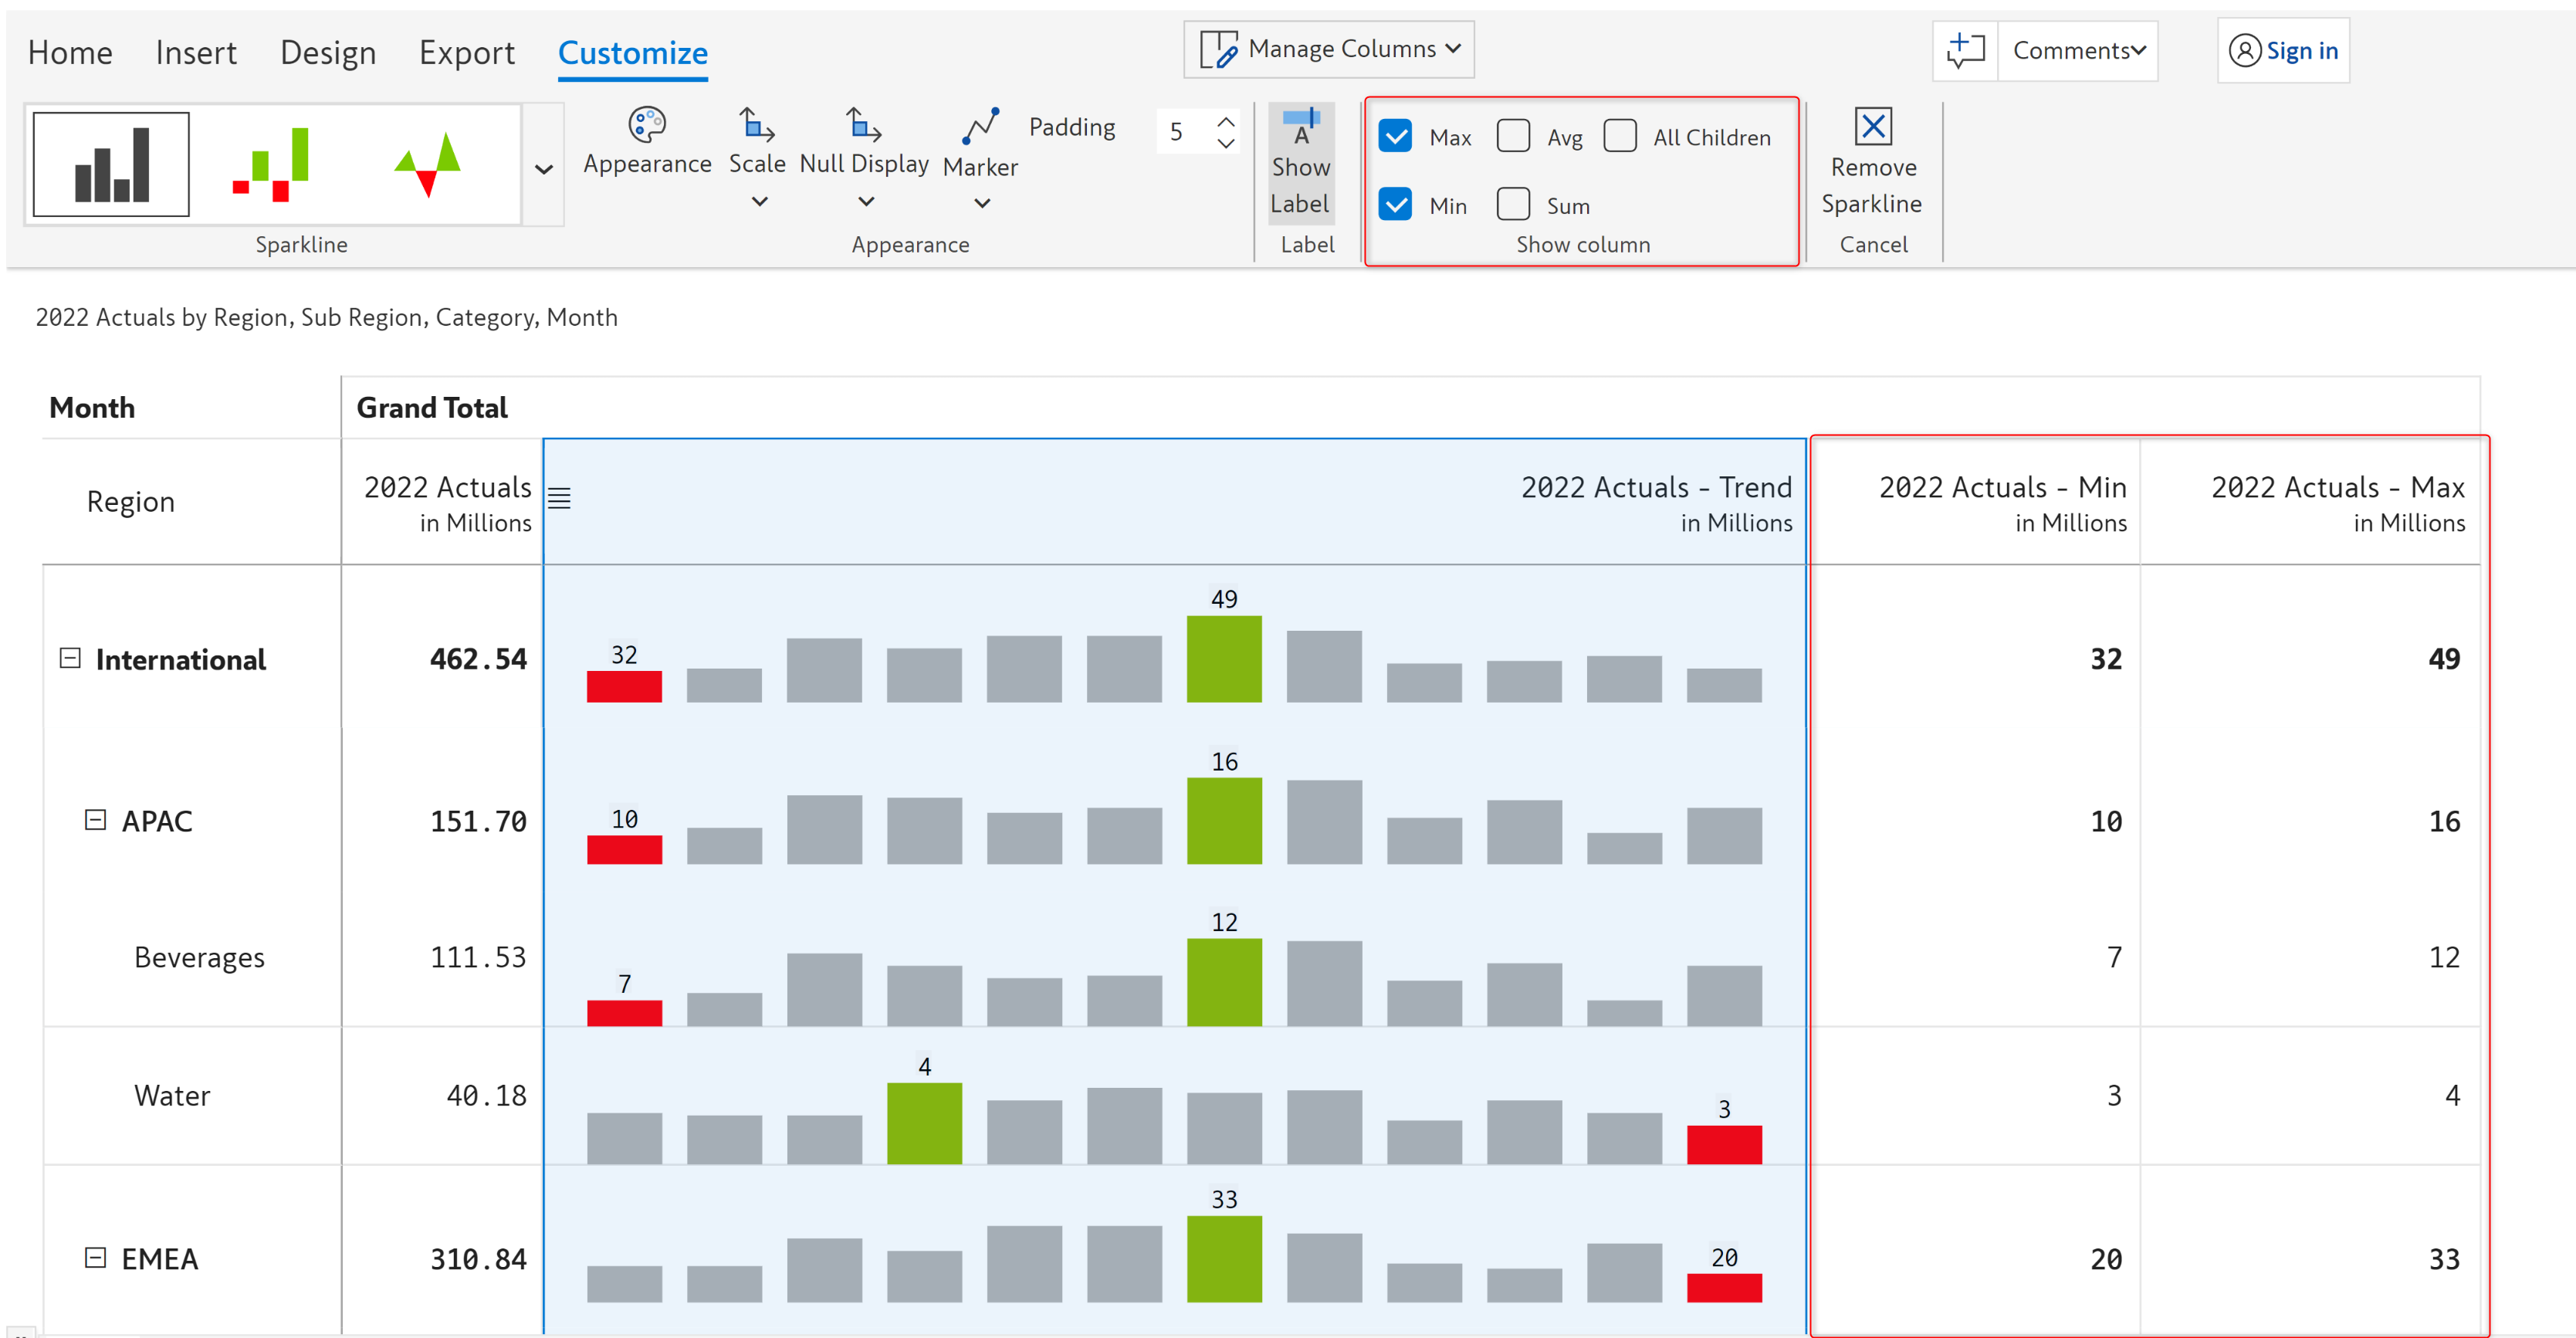 Home Insert Design Export Customize Manage Columns Comments Sign in
Appearance Scale Null Display Marker Padding 5 A Show Label Max Avg All Children
Min Sum Remove Sparkline
Sparkline Appearance Label Show column Cancel
2022 Actuals by Region, Sub Region, Category, Month
Month Grand Total
Region 2022 Actuals 2022 Actuals - Trend 2022 Actuals - Min 2022 Actuals - Max
in Millions in Millions in Millions in Millions
49
International 462.54 32 32 49
16
APAC 151.70 10 10 16
12
Beverages 111.53 7 7 12
4
Water 40.18 3 3 4
33
EMEA 310.84 20 20 33